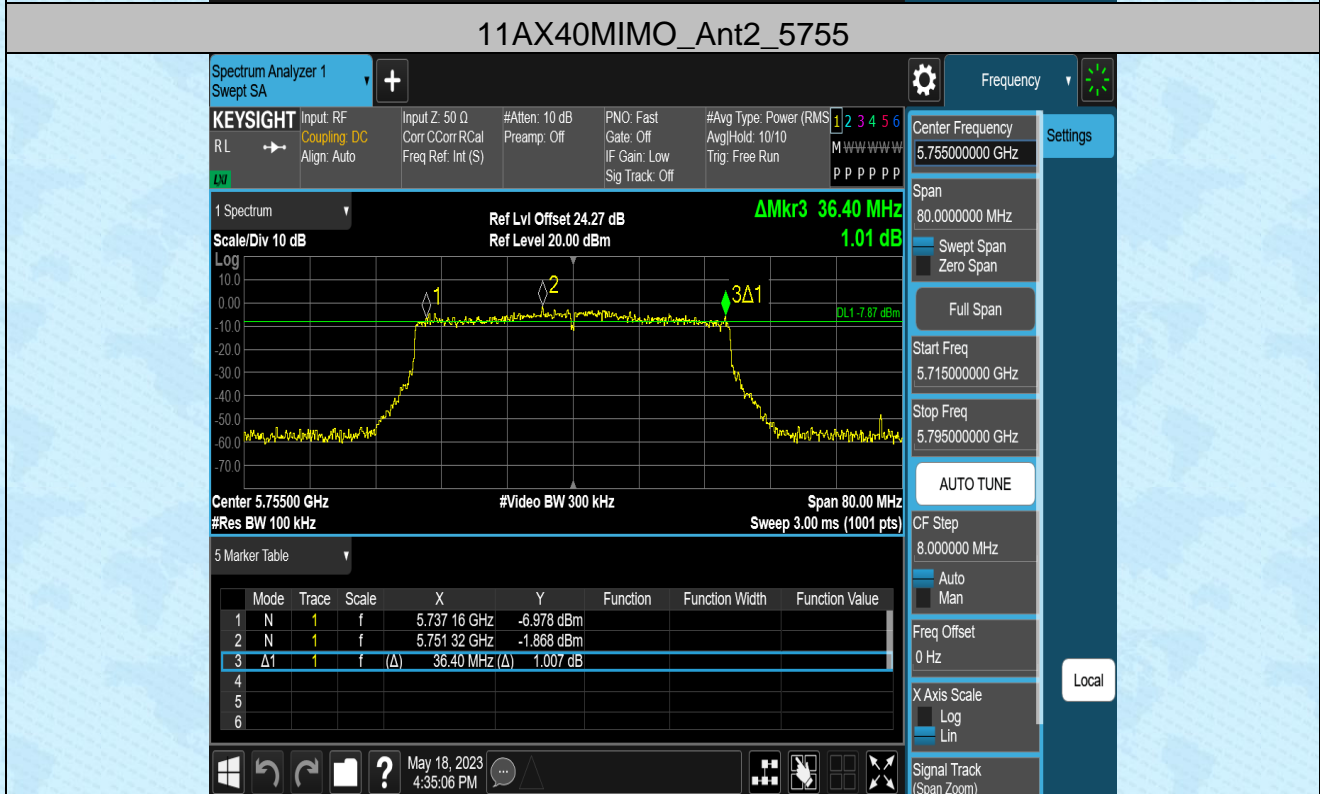 11AX40MIMO_Ant2_5755
Spectrum Analyzer 1
Swept SA
Frequency
KEYSIGHT
RL
LXI
Input: RF
Coupling: DC
Align: Auto
Input Z: 50 Ω
Corr CCorr RCal
Freq Ref: Int (S)
#Atten: 10 dB
Preamp: Off
PNO: Fast
Gate: Off
IF Gain: Low
Sig Track: Off
#Avg Type: Power (RMS
Avg|Hold: 10/10
Trig: Free Run
1 2 3 4 5 6
M W W W W W
P P P P P P
1 Spectrum
Scale/Div 10 dB
Ref Lvl Offset 24.27 dB
Ref Level 20.00 dBm
ΔMkr3 36.40 MHz
1.01 dB
Log
10.0
0.00
-10.0
-20.0
-30.0
-40.0
-50.0
-60.0
-70.0
1
2
3Δ1
DL1 -7.87 dBm
Center 5.75500 GHz
#Video BW 300 kHz
Span 80.00 MHz
#Res BW 100 kHz
Sweep 3.00 ms (1001 pts)
5 Marker Table
Mode Trace Scale X Y Function Function Width Function Value
1 N 1 f 5.737 16 GHz -6.978 dBm
2 N 1 f 5.751 32 GHz -1.868 dBm
3 Δ1 1 f (Δ) 36.40 MHz (Δ) 1.007 dB
4
5
6
?
May 18, 2023
4:35:06 PM
Center Frequency
5.755000000 GHz
Span
80.0000000 MHz
Swept Span
Zero Span
Full Span
Start Freq
5.715000000 GHz
Stop Freq
5.795000000 GHz
AUTO TUNE
CF Step
8.000000 MHz
Auto
Man
Freq Offset
0 Hz
X Axis Scale
Log
Lin
Signal Track
(Span Zoom)
Settings
Local